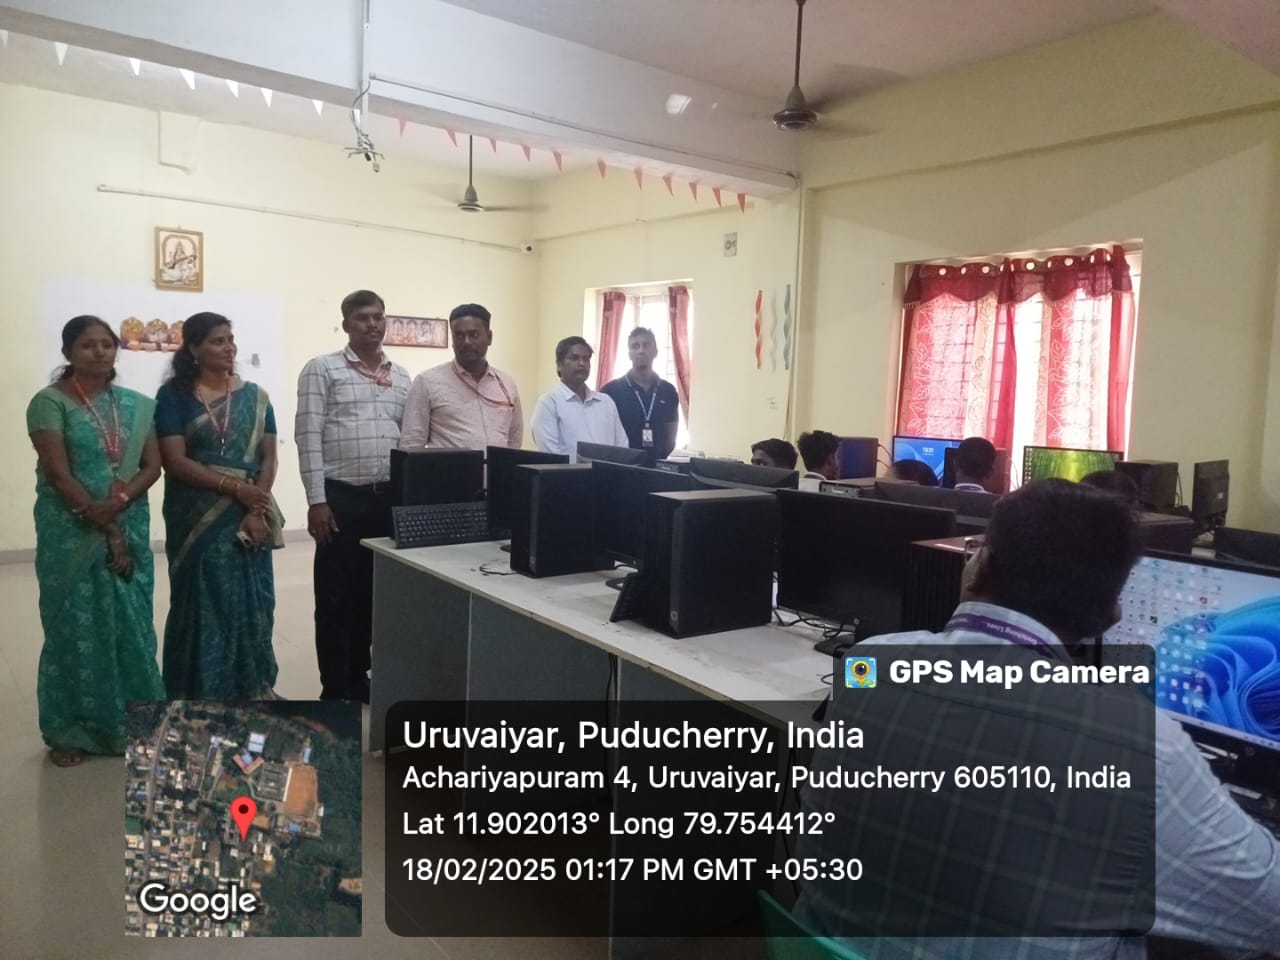 GPS Map Camera
Uruvaiyar, Puducherry, India
Achariyapuram 4, Uruvaiyar, Puducherry 605110, India
Lat 11.902013° Long 79.754412°
18/02/2025 01:17 PM GMT +05:30
Google